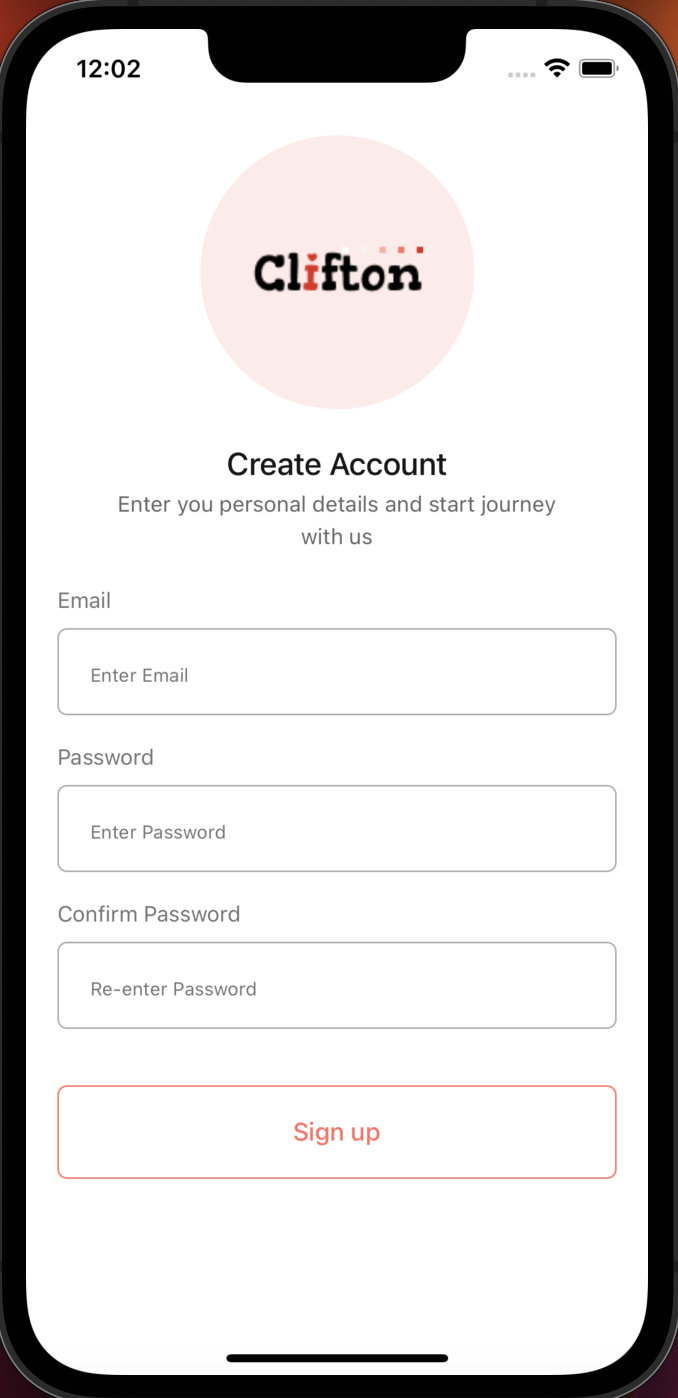 12:02
Clifton
Create Account
Enter you personal details and start journey
with us
Email
Enter Email
Password
Enter Password
Confirm Password
Re-enter Password
Sign up